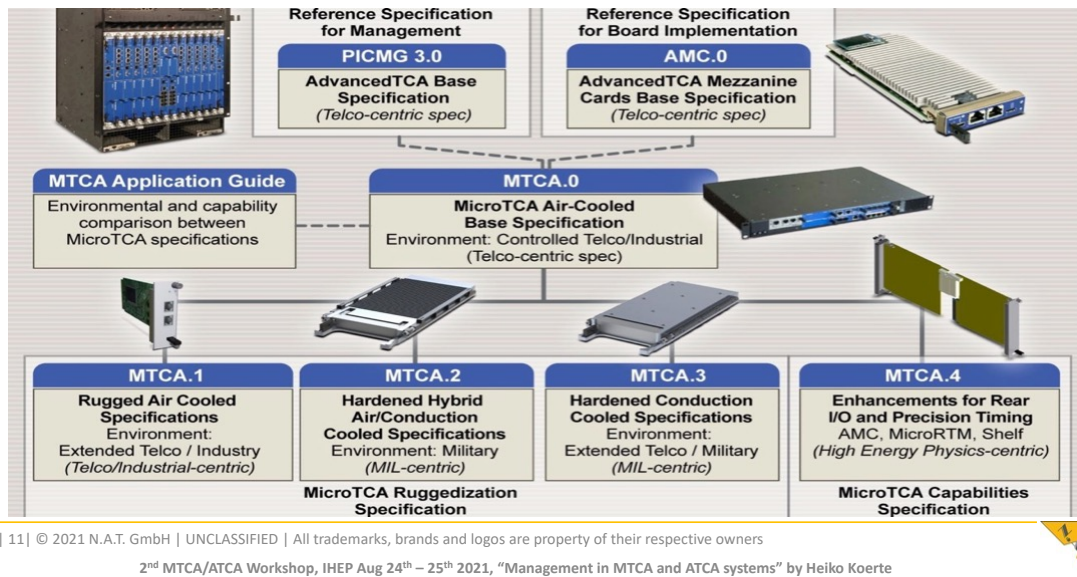 Reference Specification
for Management
PICMG 3.0
AdvancedTCA Base
Specification
(Telco-centric spec)
Reference Specification
for Board Implementation
AMC.0
AdvancedTCA Mezzanine
Cards Base Specification
(Telco-centric spec)
MTCA Application Guide
Environmental and capability
comparison between
MicroTCA specifications
MTCA.0
MicroTCA Air-Cooled
Base Specification
Environment: Controlled Telco/Industrial
(Telco-centric spec)
MTCA.1
Rugged Air Cooled
Specifications
Environment:
Extended Telco / Industry
(Telco/Industrial-centric)
MTCA.2
Hardened Hybrid
Air/Conduction
Cooled Specifications
Environment: Military
(MIL-centric)
MTCA.3
Hardened Conduction
Cooled Specifications
Environment:
Extended Telco / Military
(MIL-centric)
MicroTCA Ruggedization
Specification
MTCA.4
Enhancements for Rear
I/O and Precision Timing
AMC, MicroRTM, Shelf
(High Energy Physics-centric)
MicroTCA Capabilities
Specification
| 11| © 2021 N.A.T. GmbH | UNCLASSIFIED | All trademarks, brands and logos are property of their respective owners
2nd MTCA/ATCA Workshop, IHEP Aug 24th – 25th 2021, “Management in MTCA and ATCA systems” by Heiko Koerte